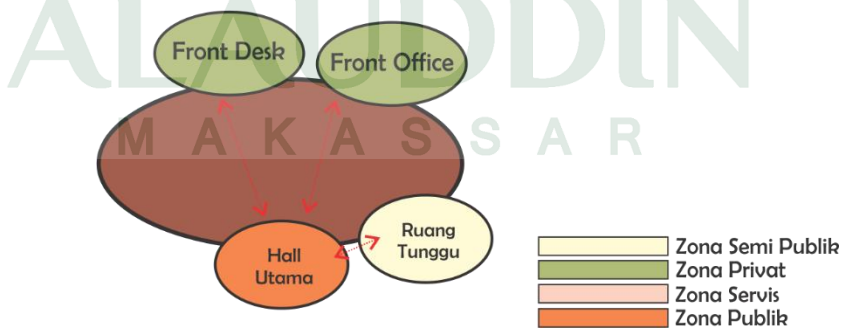 ALAUDDIN
Front Desk
Front Office
MAKASSAR
Hall
Utama
Ruang
Tunggu
Zona Semi Publik
Zona Privat
Zona Servis
Zona Publik